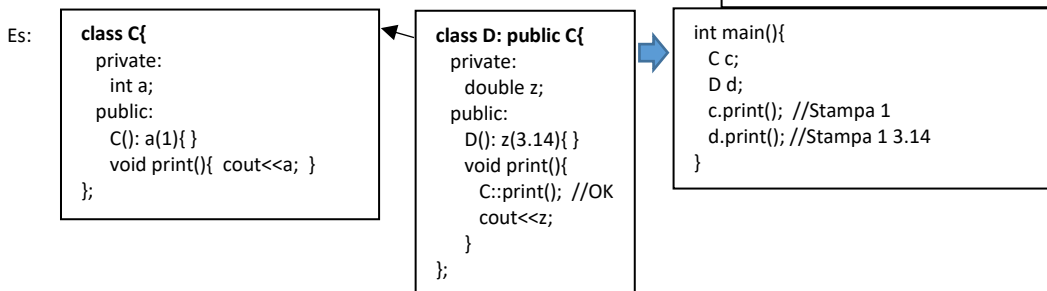 Es:
class C{
private:
int a;
public:
C(): a(1){ }
void print(){  cout<<a;  }
};
class D: public C{
private:
double z;
public:
D(): z(3.14){ }
void print(){
C::print();  //OK
cout<<z;
}
};
int main(){
C c;
D d;
c.print();  //Stampa 1
d.print(); //Stampa 1 3.14
}